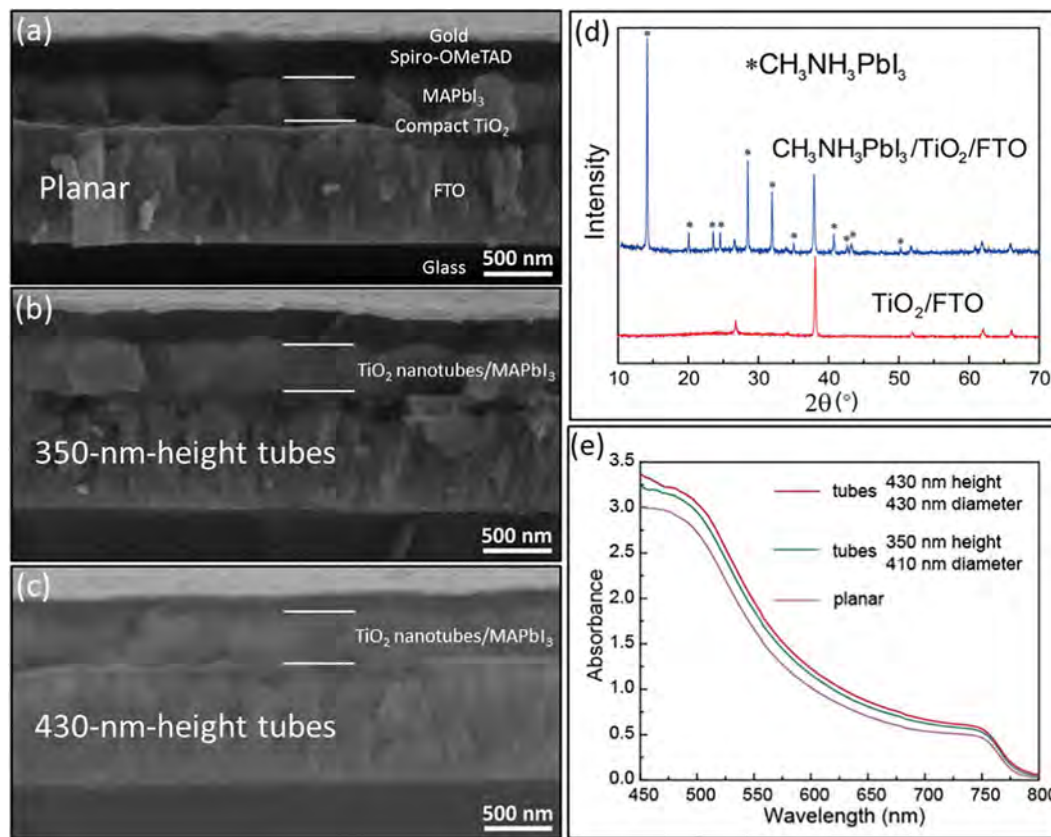 (a)
Gold
Spiro-OMeTAD
MAPbI₃
Compact TiO₂
Planar
FTO
500 nm
Glass
(b)
TiO₂ nanotubes/MAPbI₃
350-nm-height tubes
500 nm
(c)
TiO₂ nanotubes/MAPbI₃
430-nm-height tubes
500 nm
(d)
*CH₃NH₃PbI₃
CH₃NH₃PbI₃/TiO₂/FTO
TiO₂/FTO
Intensity
10 20 30 40 50 60 70
2θ (°)
(e)
3.5
3.0
2.5
2.0
1.5
1.0
0.5
0.0
Absorbance
tubes 430 nm height
430 nm diameter
tubes 350 nm height
410 nm diameter
planar
450 500 550 600 650 700 750 800
Wavelength (nm)